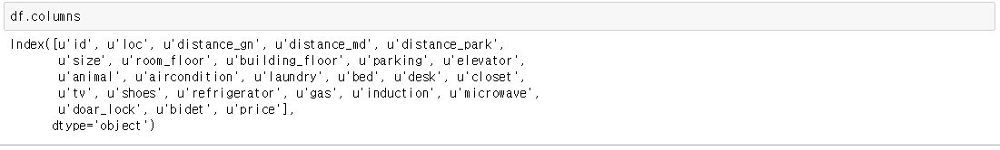 df.columns
Index([u'id', u'loc', u'distance_gn', u'distance_md', u'distance_park',
u'size', u'room_floor', u'building_floor', u'parking', u'elevator',
u'animal', u'aircondition', u'laundry', u'bed', u'desk', u'closet',
u'tv', u'shoes', u'refrigerator', u'gas', u'induction', u'microwave',
u'doar_lock', u'bidet', u'price'],
dtype='object')